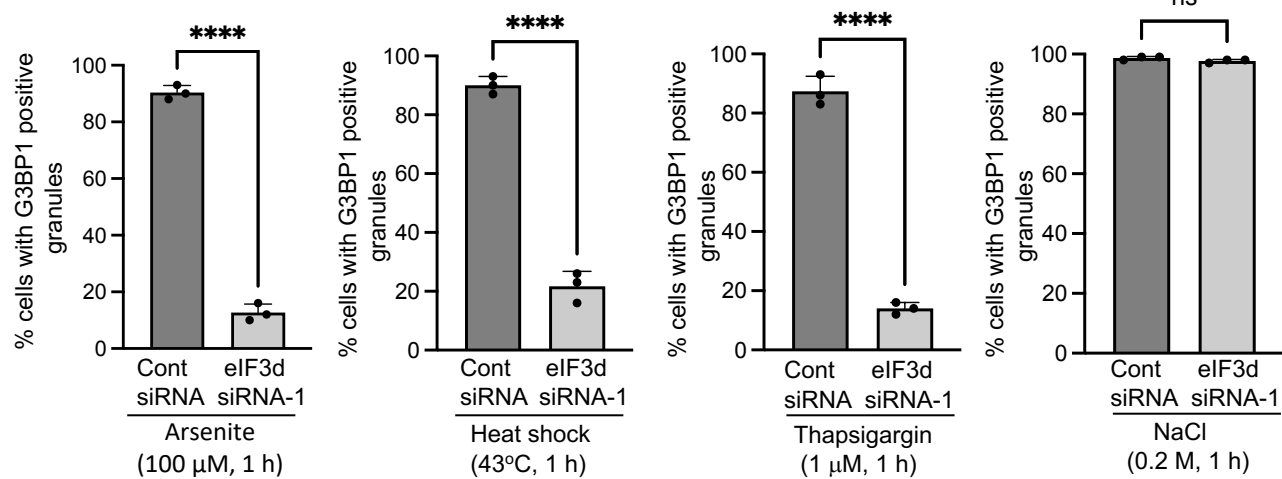 ****
% cells with G3BP1 positive
granules
100
80
60
40
20
0
Cont
siRNA
eIF3d
siRNA-1
Arsenite
(100 µM, 1 h)
****
% cells with G3BP1 positive
granules
100
80
60
40
20
0
Cont
siRNA
eIF3d
siRNA-1
Heat shock
(43°C, 1 h)
****
% cells with G3BP1 positive
granules
100
80
60
40
20
0
Cont
siRNA
eIF3d
siRNA-1
Thapsigargin
(1 µM, 1 h)
ns
% cells with G3BP1 positive
granules
100
80
60
40
20
0
Cont
siRNA
eIF3d
siRNA-1
NaCl
(0.2 M, 1 h)